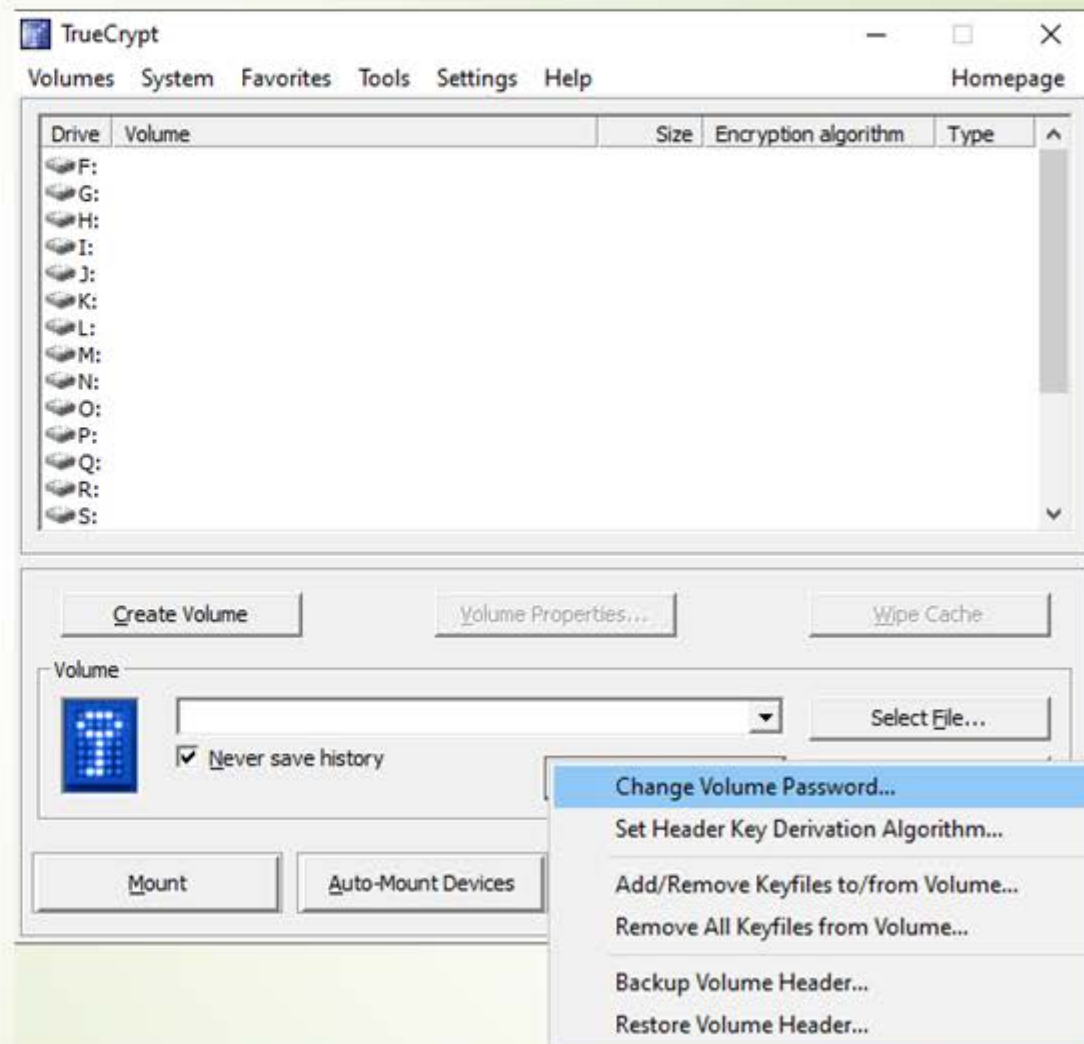 TrueCrypt
Volumes System Favorites Tools Settings Help Homepage
Drive Volume Size Encryption algorithm Type
F:
G:
H:
I:
J:
K:
L:
M:
N:
O:
P:
Q:
R:
S:
Create Volume Volume Properties... Wipe Cache
Volume
Select File...
Never save history
Change Volume Password...
Set Header Key Derivation Algorithm...
Mount Auto-Mount Devices
Add/Remove Keyfiles to/from Volume...
Remove All Keyfiles from Volume...
Backup Volume Header...
Restore Volume Header...